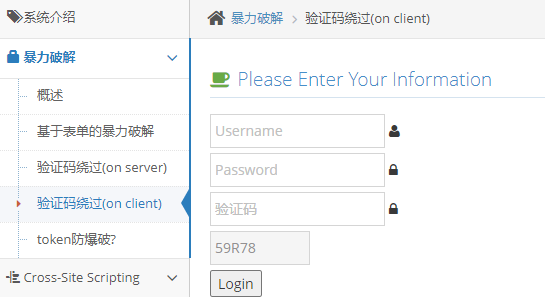 系统介绍
暴力破解
概述
基于表单的暴力破解
验证码绕过(on server)
验证码绕过(on client)
token防爆破?
Cross-Site Scripting
暴力破解 > 验证码绕过(on client)
Please Enter Your Information
Username
Password
验证码
59R78
Login